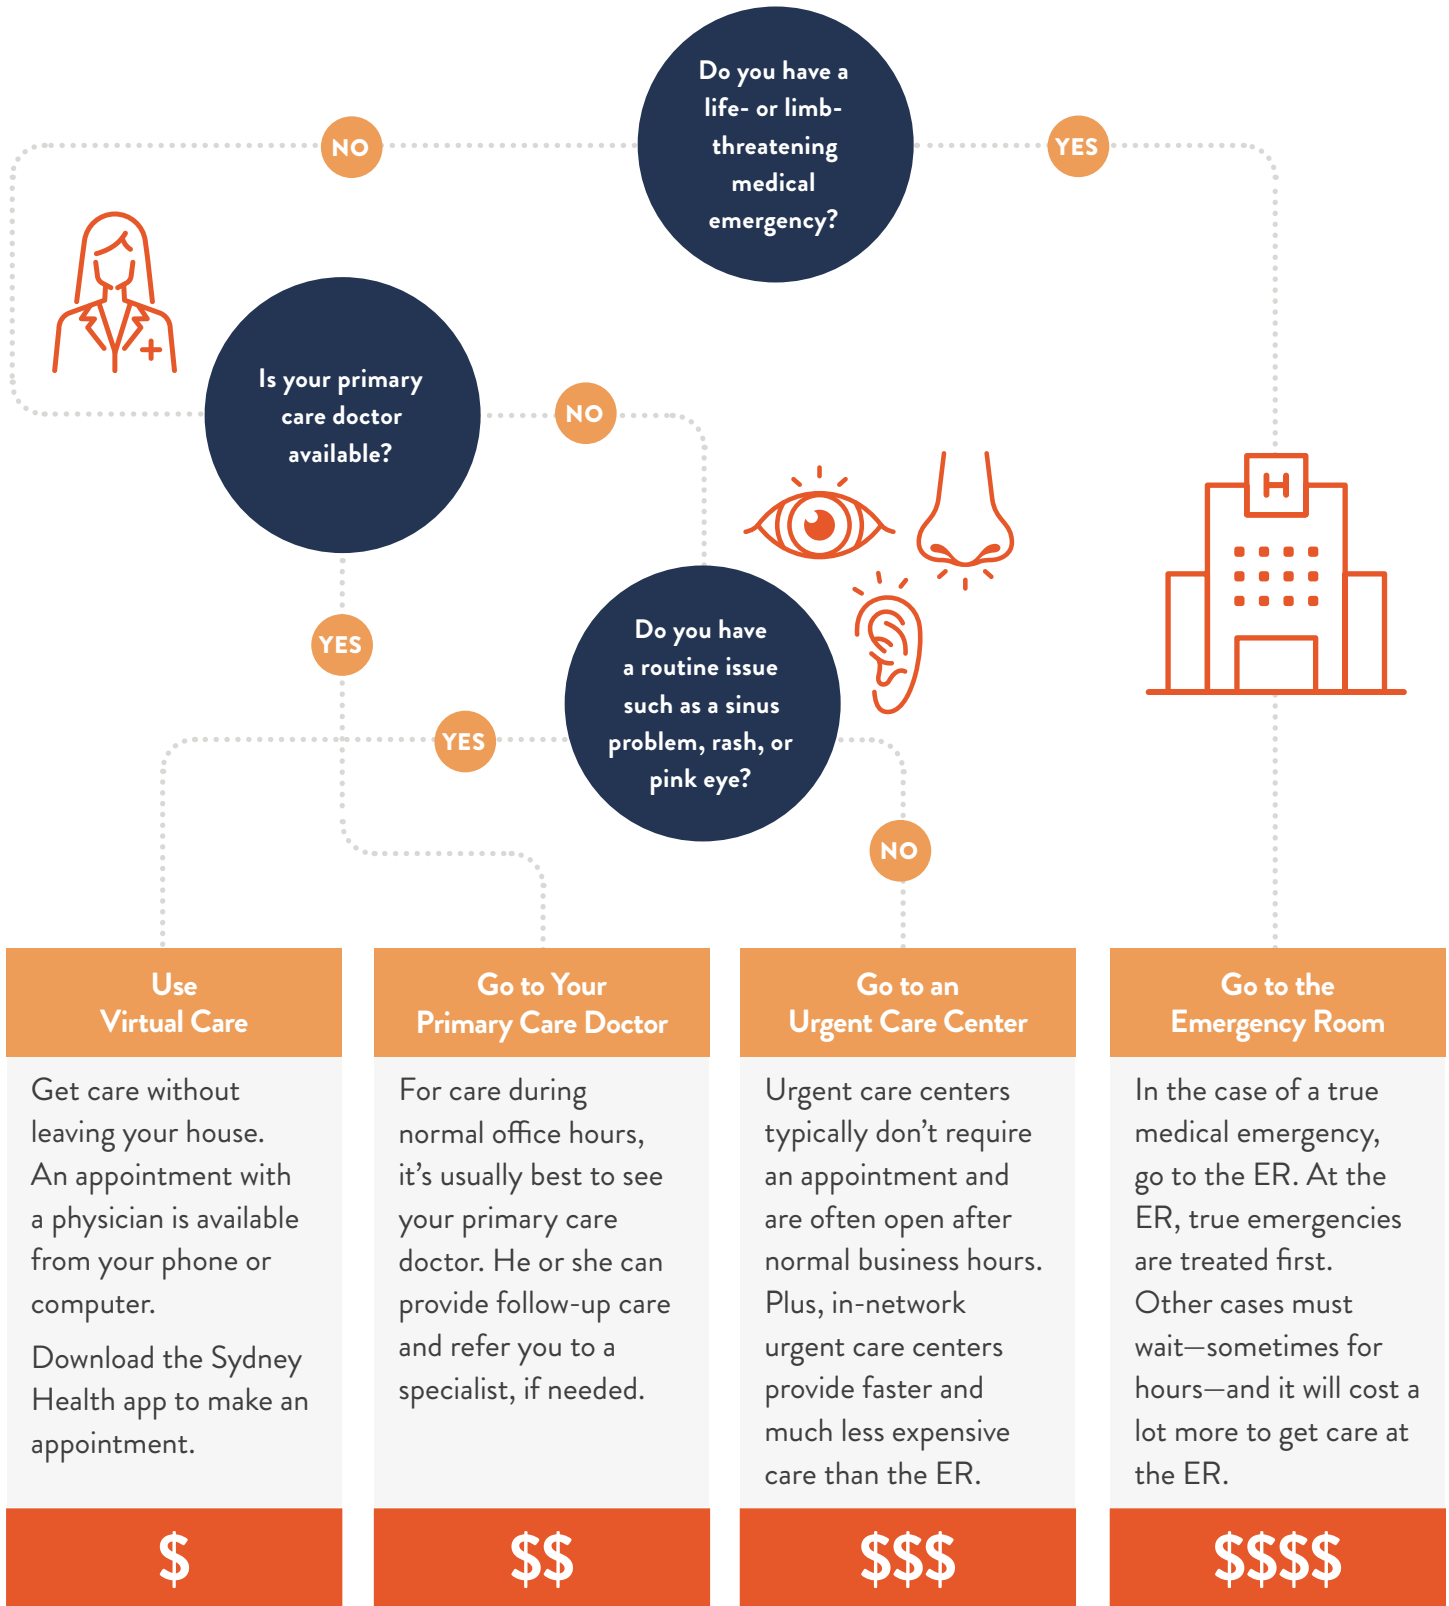 Do you have a
life- or limb-
threatening
medical
emergency?
NO
YES
Is your primary
care doctor
available?
NO
YES
H
Do you have
a routine issue
such as a sinus
problem, rash, or
pink eye?
YES
NO
Use
Virtual Care
Get care without
leaving your house.
An appointment with
a physician is available
from your phone or
computer.
Download the Sydney
Health app to make an
appointment.
$
Go to Your
Primary Care Doctor
For care during
normal office hours,
it’s usually best to see
your primary care
doctor. He or she can
provide follow-up care
and refer you to a
specialist, if needed.
$$
Go to an
Urgent Care Center
Urgent care centers
typically don’t require
an appointment and
are often open after
normal business hours.
Plus, in-network
urgent care centers
provide faster and
much less expensive
care than the ER.
$$$
Go to the
Emergency Room
In the case of a true
medical emergency,
go to the ER. At the
ER, true emergencies
are treated first.
Other cases must
wait—sometimes for
hours—and it will cost a
lot more to get care at
the ER.
$$$$